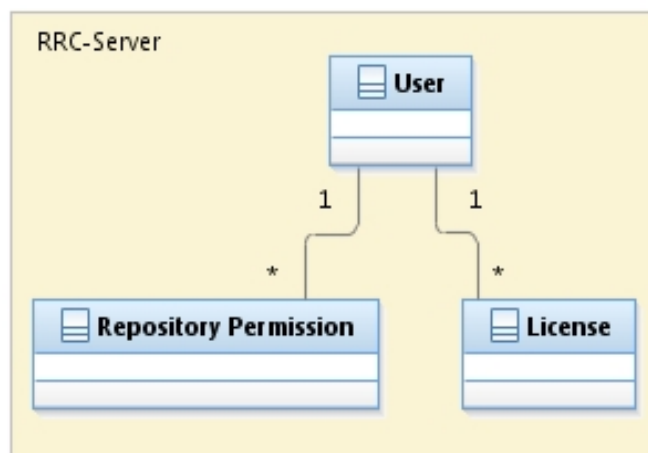 RRC-Server
User
1
1
*
*
Repository Permission
License